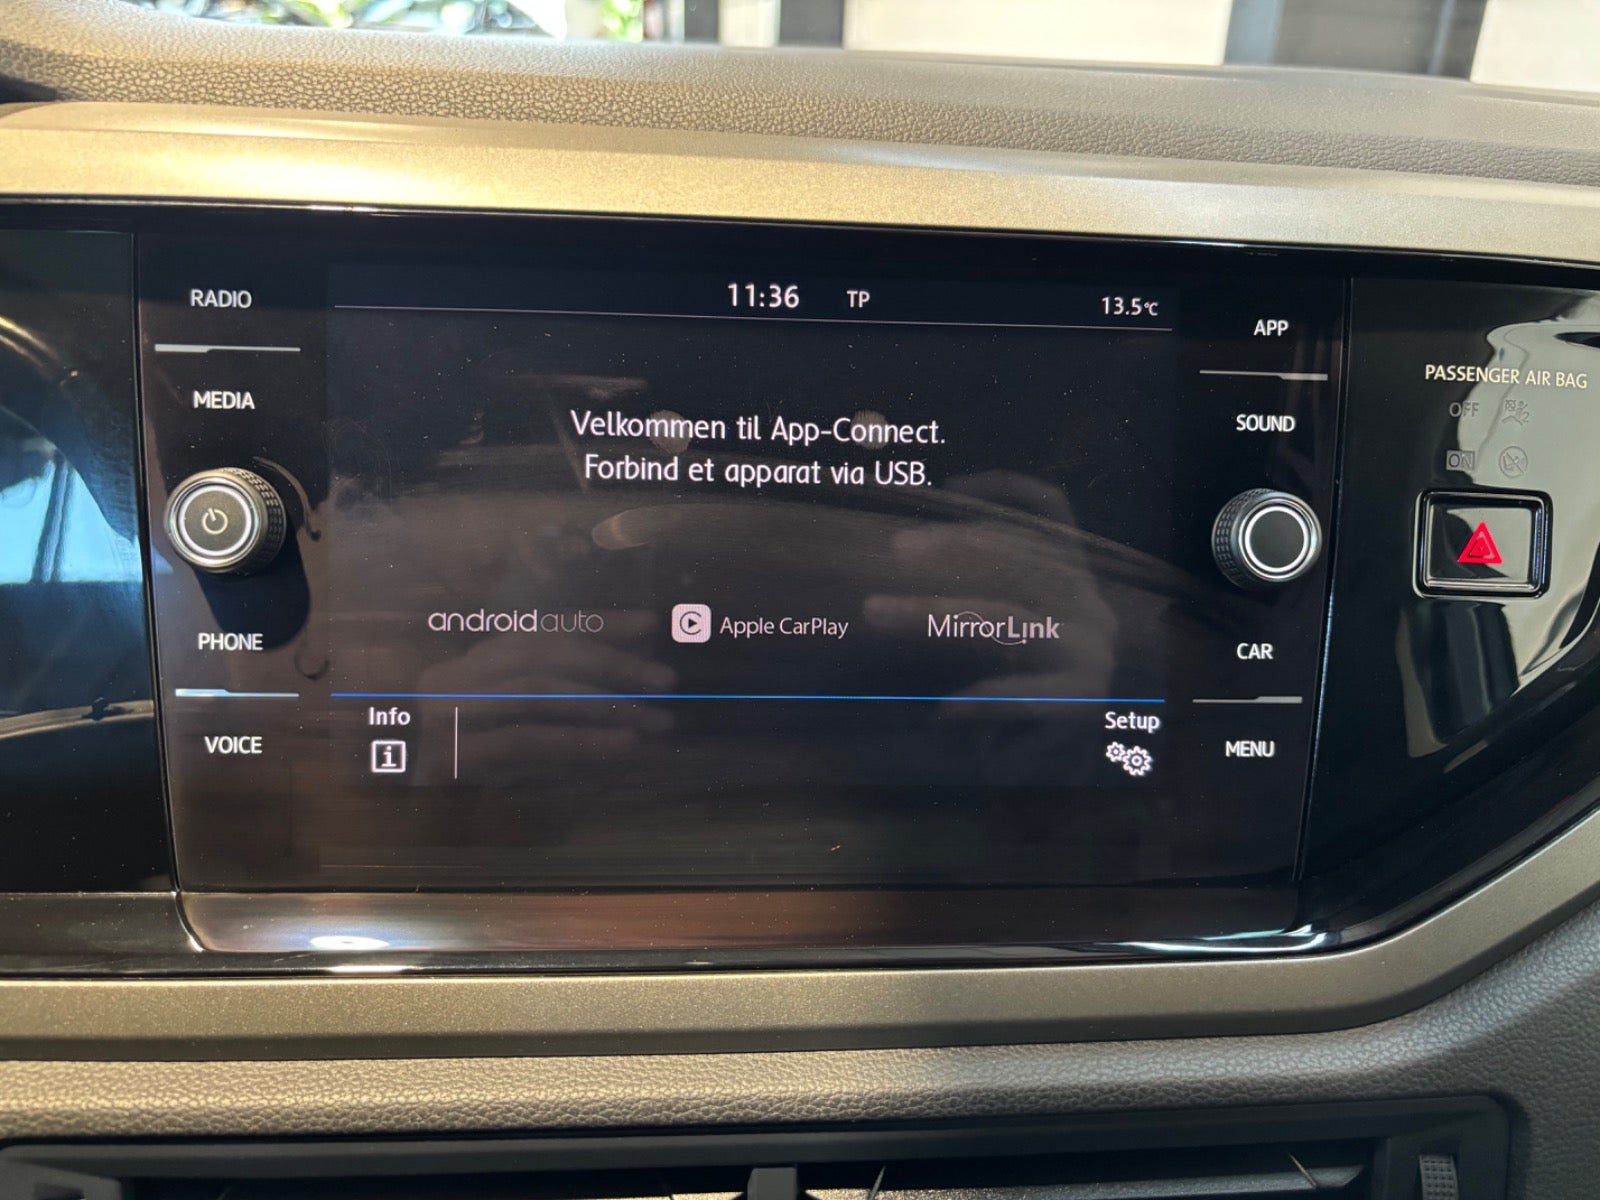 RADIO
MEDIA
PHONE
VOICE
11:36 TP 13.5°C
Velkommen til App-Connect.
Forbind et apparat via USB.
androidauto Apple CarPlay MirrorLink
Info Setup
i
APP
SOUND
CAR
MENU
PASSENGER AIR BAG
OFF 2
ON